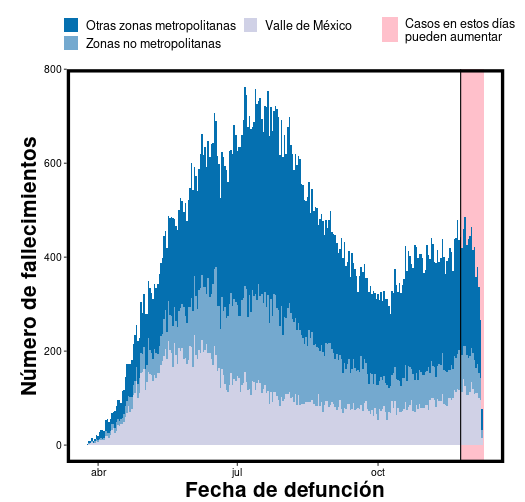 Otras zonas metropolitanas
Valle de México
Casos en estos días
pueden aumentar
Zonas no metropolitanas
800
600
400
200
0
Número de fallecimientos
abr
jul
oct
Fecha de defunción